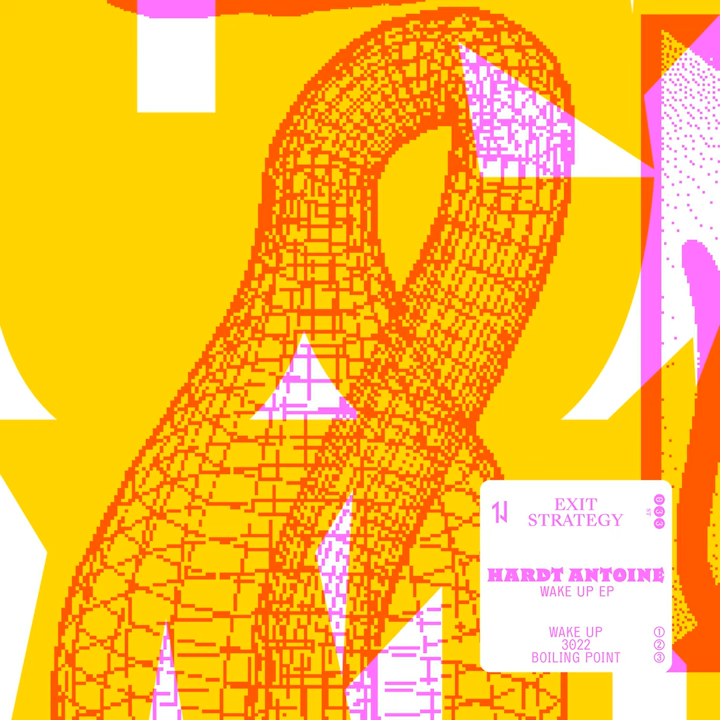 EXIT
STRATEGY
HARDT ANTOINE
WAKE UP EP
WAKE UP ①
3022 ②
BOILING POINT ③